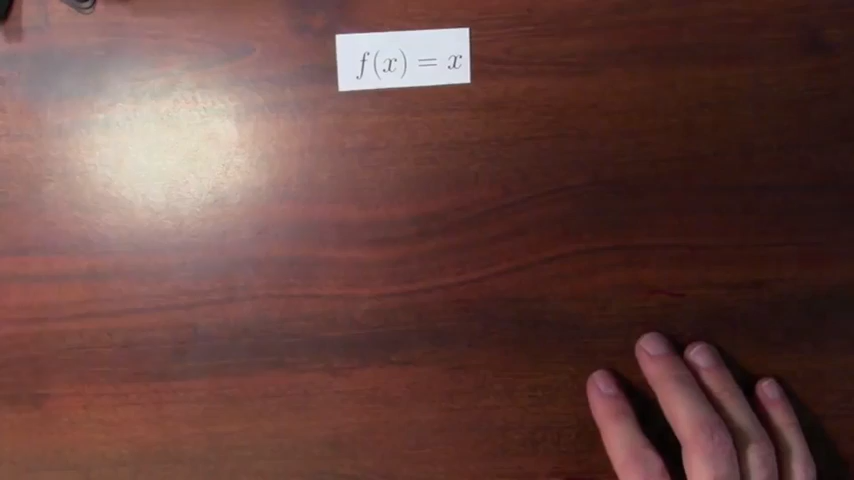 f(x) = x